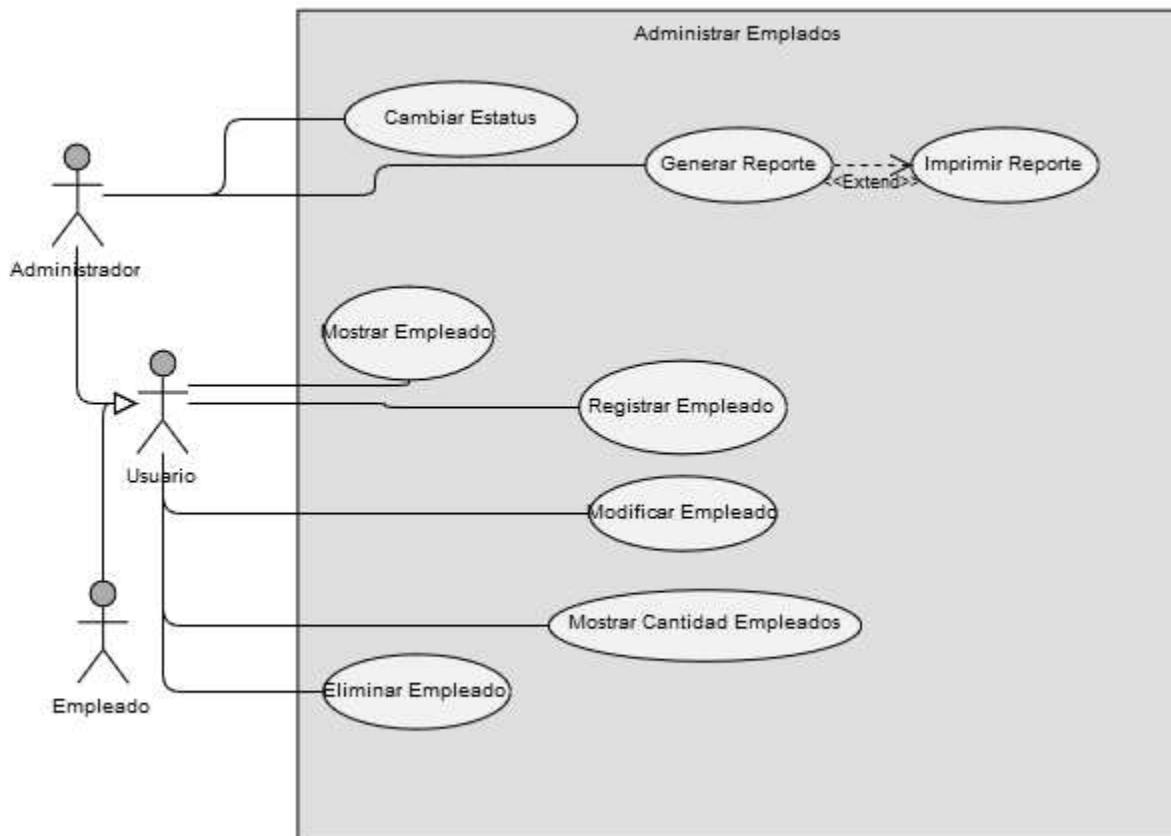 Administrar Emplados
Cambiar Estatus
Generar Reporte
<<Extend>>
Imprimir Reporte
Administrador
Mostrar Empleado
Registrar Empleado
Usuario
Modificar Empleado
Mostrar Cantidad Empleados
Eliminar Empleado
Empleado